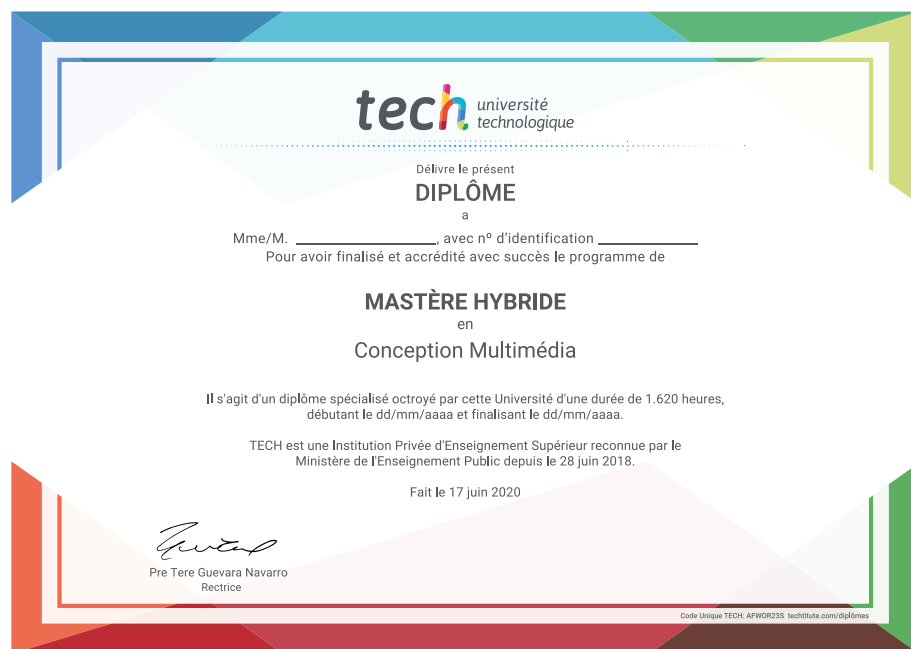 tech université
technologique
Délivre le présent
DIPLÔME
a
Mme/M. ____________________, avec nº d'identification ______________
Pour avoir finalisé et accrédité avec succès le programme de
MASTÈRE HYBRIDE
en
Conception Multimédia
Il s'agit d'un diplôme spécialisé octroyé par cette Université d'une durée de 1.620 heures,
débutant le dd/mm/aaaa et finalisant le dd/mm/aaaa.
TECH est une Institution Privée d'Enseignement Supérieur reconnue par le
Ministère de l'Enseignement Public depuis le 28 juin 2018.
Fait le 17 juin 2020
Pre Tere Guevara Navarro
Rectrice
Code Unique TECH: AFWOR23S techtitute.com/diplômes